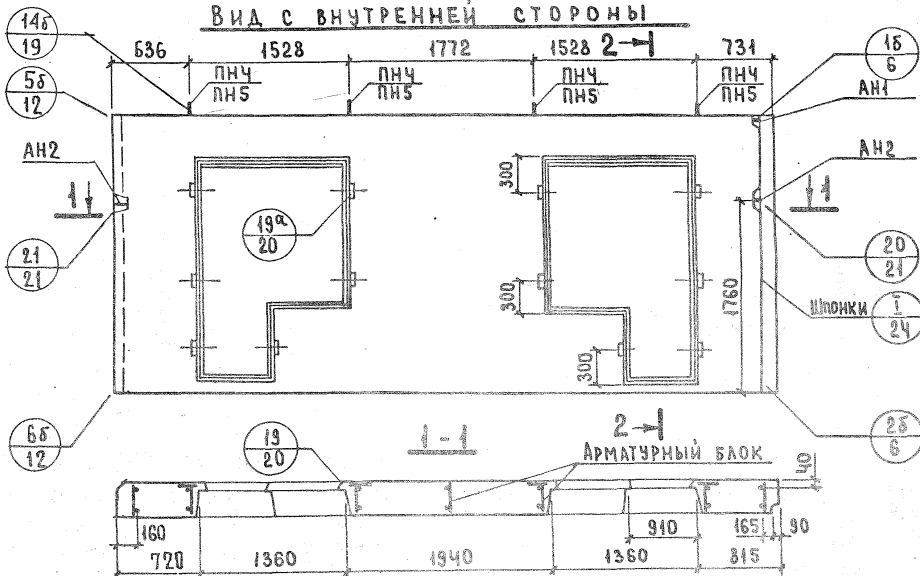 Вид с внутренней стороны
14б
19
636
1528
1772
1528
2
731
1б
6
5б
12
ПН4
ПН5
ПН4
ПН5
ПН4
ПН5
ПН4
ПН5
АН1
АН2
АН2
1
1
300
19а
20
21
21
20
21
300
1760
Шпонки
I
24
300
6б
12
19
20
1-1
2
Арматурный блок
2б
6
40
160
910
165
90
720
1360
1940
1360
815